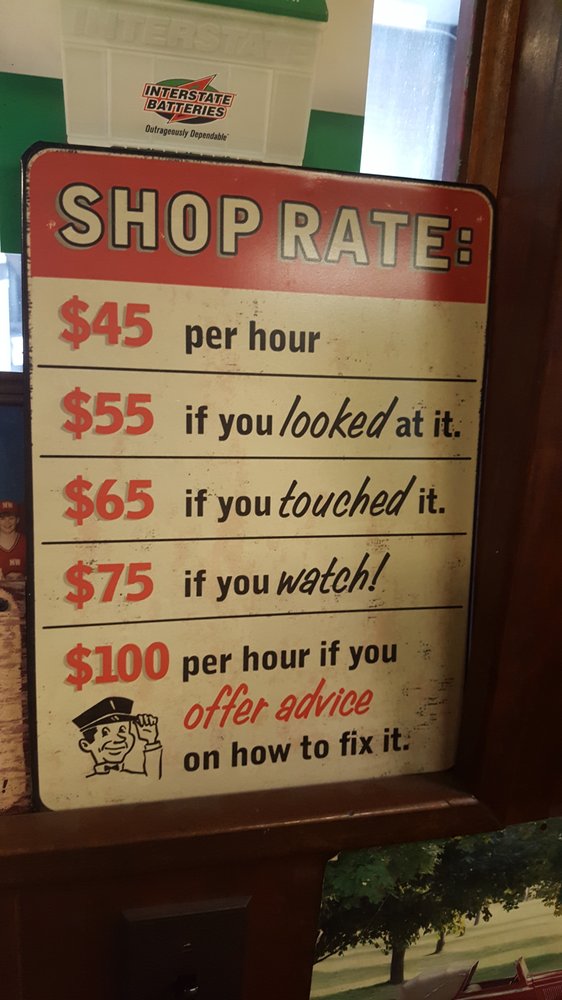 INTERSTATE
INTERSTATE
BATTERIES
Outrageously Dependable
SHOP RATE:
$45 per hour
$55 if you looked at it.
$65 if you touched it.
$75 if you watch!
$100 per hour if you
offer advice
on how to fix it.